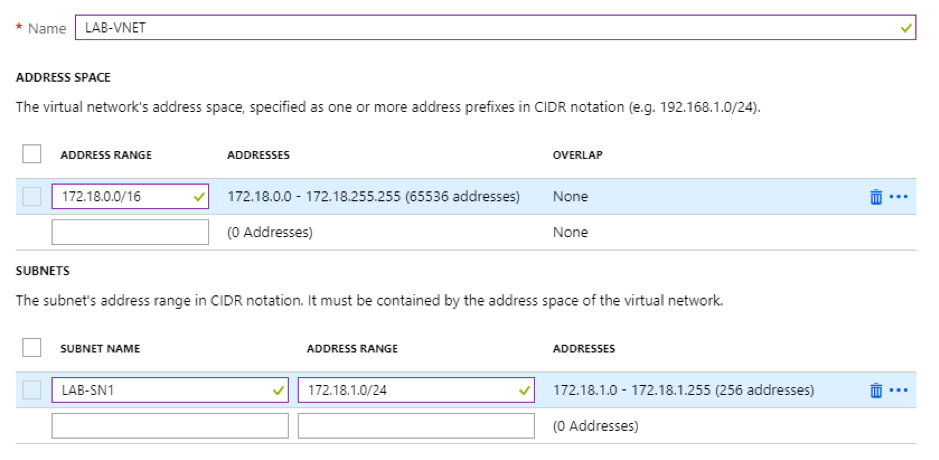 * Name LAB-VNET
ADDRESS SPACE
The virtual network's address space, specified as one or more address prefixes in CIDR notation (e.g. 192.168.1.0/24).
ADDRESS RANGE ADDRESSES OVERLAP
172.18.0.0/16 172.18.0.0 - 172.18.255.255 (65536 addresses) None
(0 Addresses) None
SUBNETS
The subnet's address range in CIDR notation. It must be contained by the address space of the virtual network.
SUBNET NAME ADDRESS RANGE ADDRESSES
LAB-SN1 172.18.1.0/24 172.18.1.0 - 172.18.1.255 (256 addresses)
(0 Addresses)